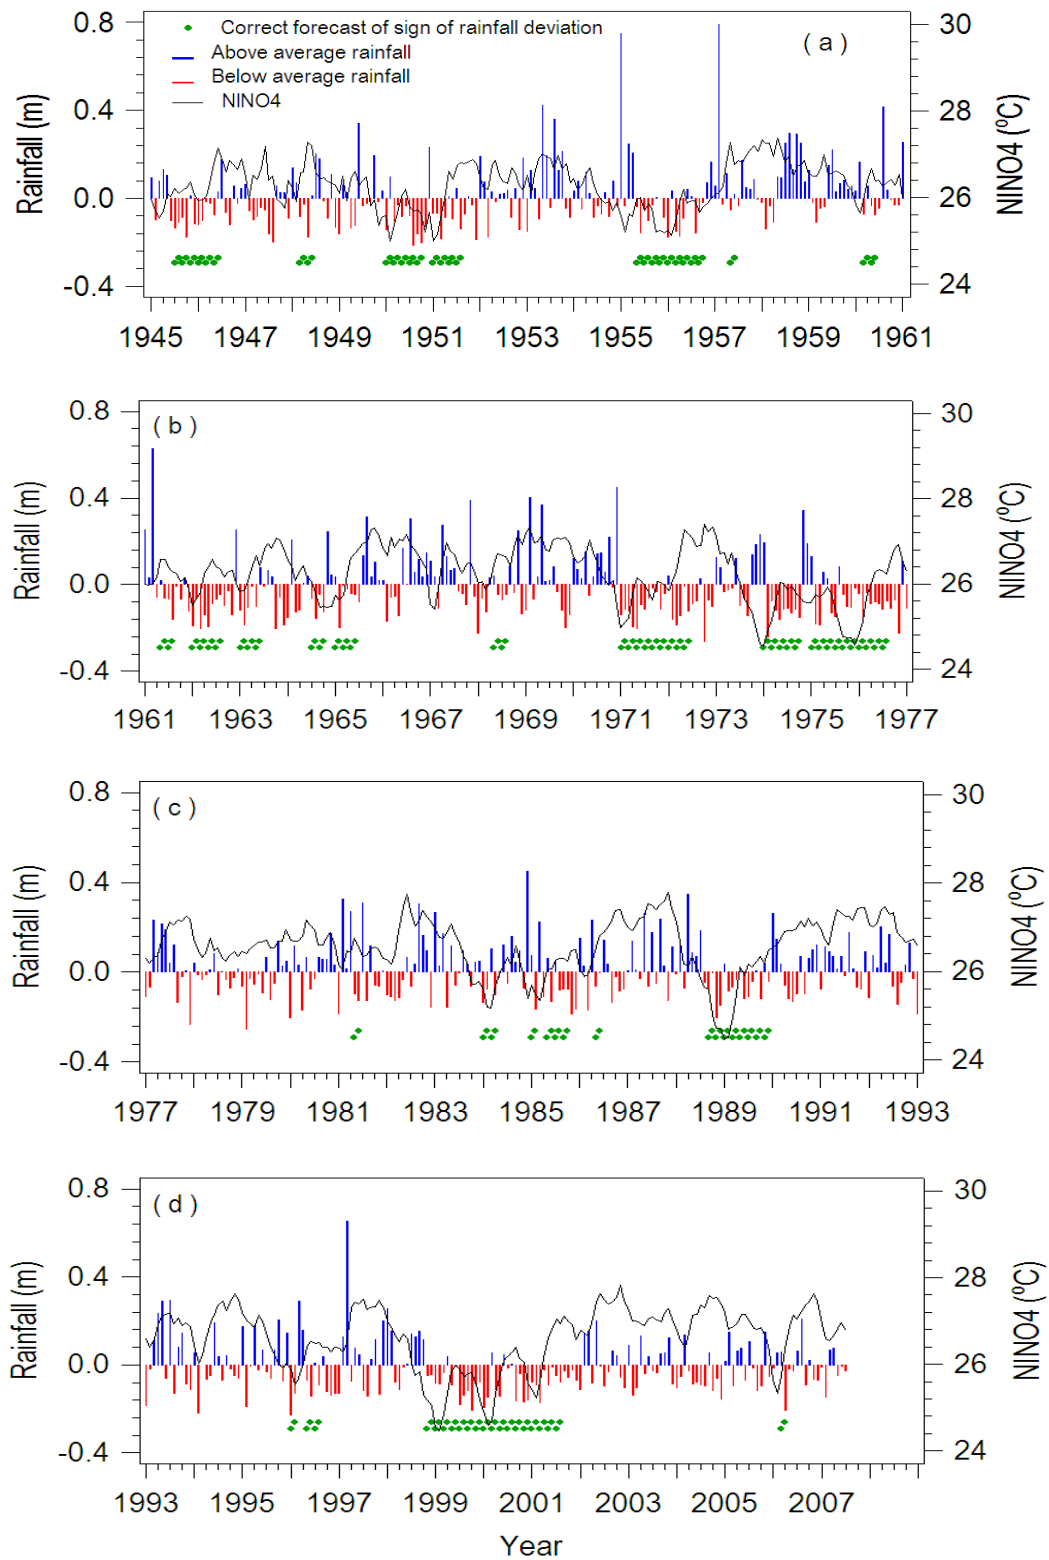 0.8
0.4
0.0
-0.4
Rainfall (m)
Correct forecast of sign of rainfall deviation
Above average rainfall
Below average rainfall
NINO4
( a )
30
28
26
24
NINO4 (⁰C)
1945 1947 1949 1951 1953 1955 1957 1959 1961
0.8
0.4
0.0
-0.4
Rainfall (m)
( b )
30
28
26
24
NINO4 (⁰C)
1961 1963 1965 1967 1969 1971 1973 1975 1977
0.8
0.4
0.0
-0.4
Rainfall (m)
( c )
30
28
26
24
NINO4 (⁰C)
1977 1979 1981 1983 1985 1987 1989 1991 1993
0.8
0.4
0.0
-0.4
Rainfall (m)
( d )
30
28
26
24
NINO4 (⁰C)
1993 1995 1997 1999 2001 2003 2005 2007
Year